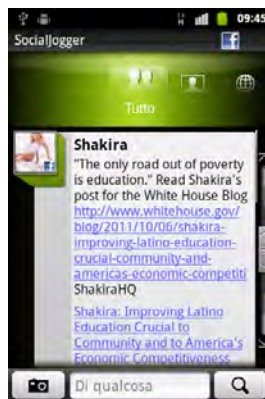 09:45
SocialJogger
Tutto
Shakira
"The only road out of poverty
is education." Read Shakira's
post for the White House Blog
http://www.whitehouse.gov/
blog/2011/10/06/shakira-
improving-latino-education-
crucial-community-and-
americas-economic-competiti
ShakiraHQ
Shakira: Improving Latino
Education Crucial to
Community and to America's
Economic Competitiveness
Di qualcosa